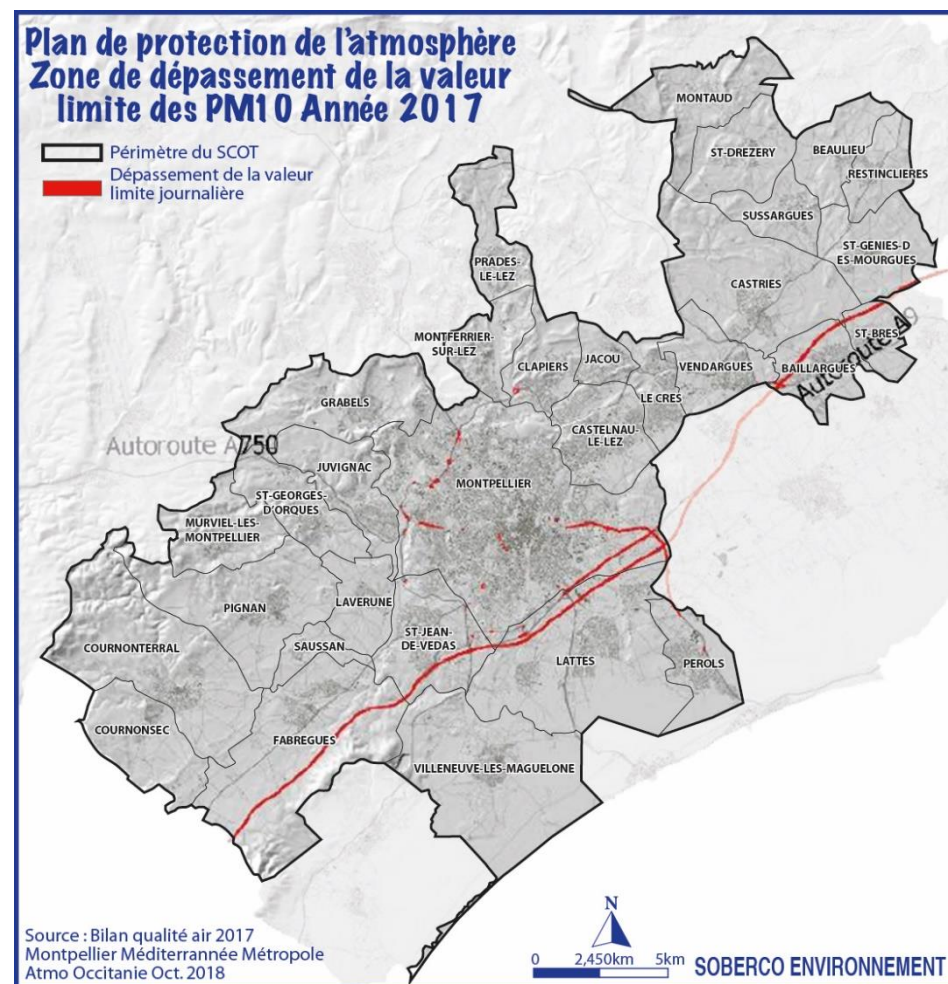 Plan de protection de l'atmosphère
Zone de dépassement de la valeur
limite des PM10 Année 2017
Périmètre du SCOT
Dépassement de la valeur
limite journalière
MONTAUD
ST-DREZERY
BEAULIEU
RESTINCLIERES
SUSSARGUES
ST-GENIES-D
ES-MOURGUES
PRADES-
LE-LEZ
CASTRIES
MONTFERRIER-
SUR-LEZ
ST-BRES
CLAPIERS
JACOU
VENDARGUES
BAILLARGUES
Autoroute A9
LE CRES
GRABELS
CASTELNAU-
LE-LEZ
Autoroute A750
JUVIGNAC
MONTPELLIER
ST-GEORGES-
D'ORQUES
MURVIEL-LES-
MONTPELLIER
PIGNAN
LAVERUNE
ST-JEAN-
DE-VEDAS
COURNONTERRAL
SAUSSAN
LATTES
PEROLS
COURNONSEC
FABREGUES
VILLENEUVE-LES-MAGUELONE
N
0 2,450km 5km
Source : Bilan qualité air 2017
Montpellier Méditerrannée Métropole
Atmo Occitanie Oct. 2018
SOBERCO ENVIRONNEMENT